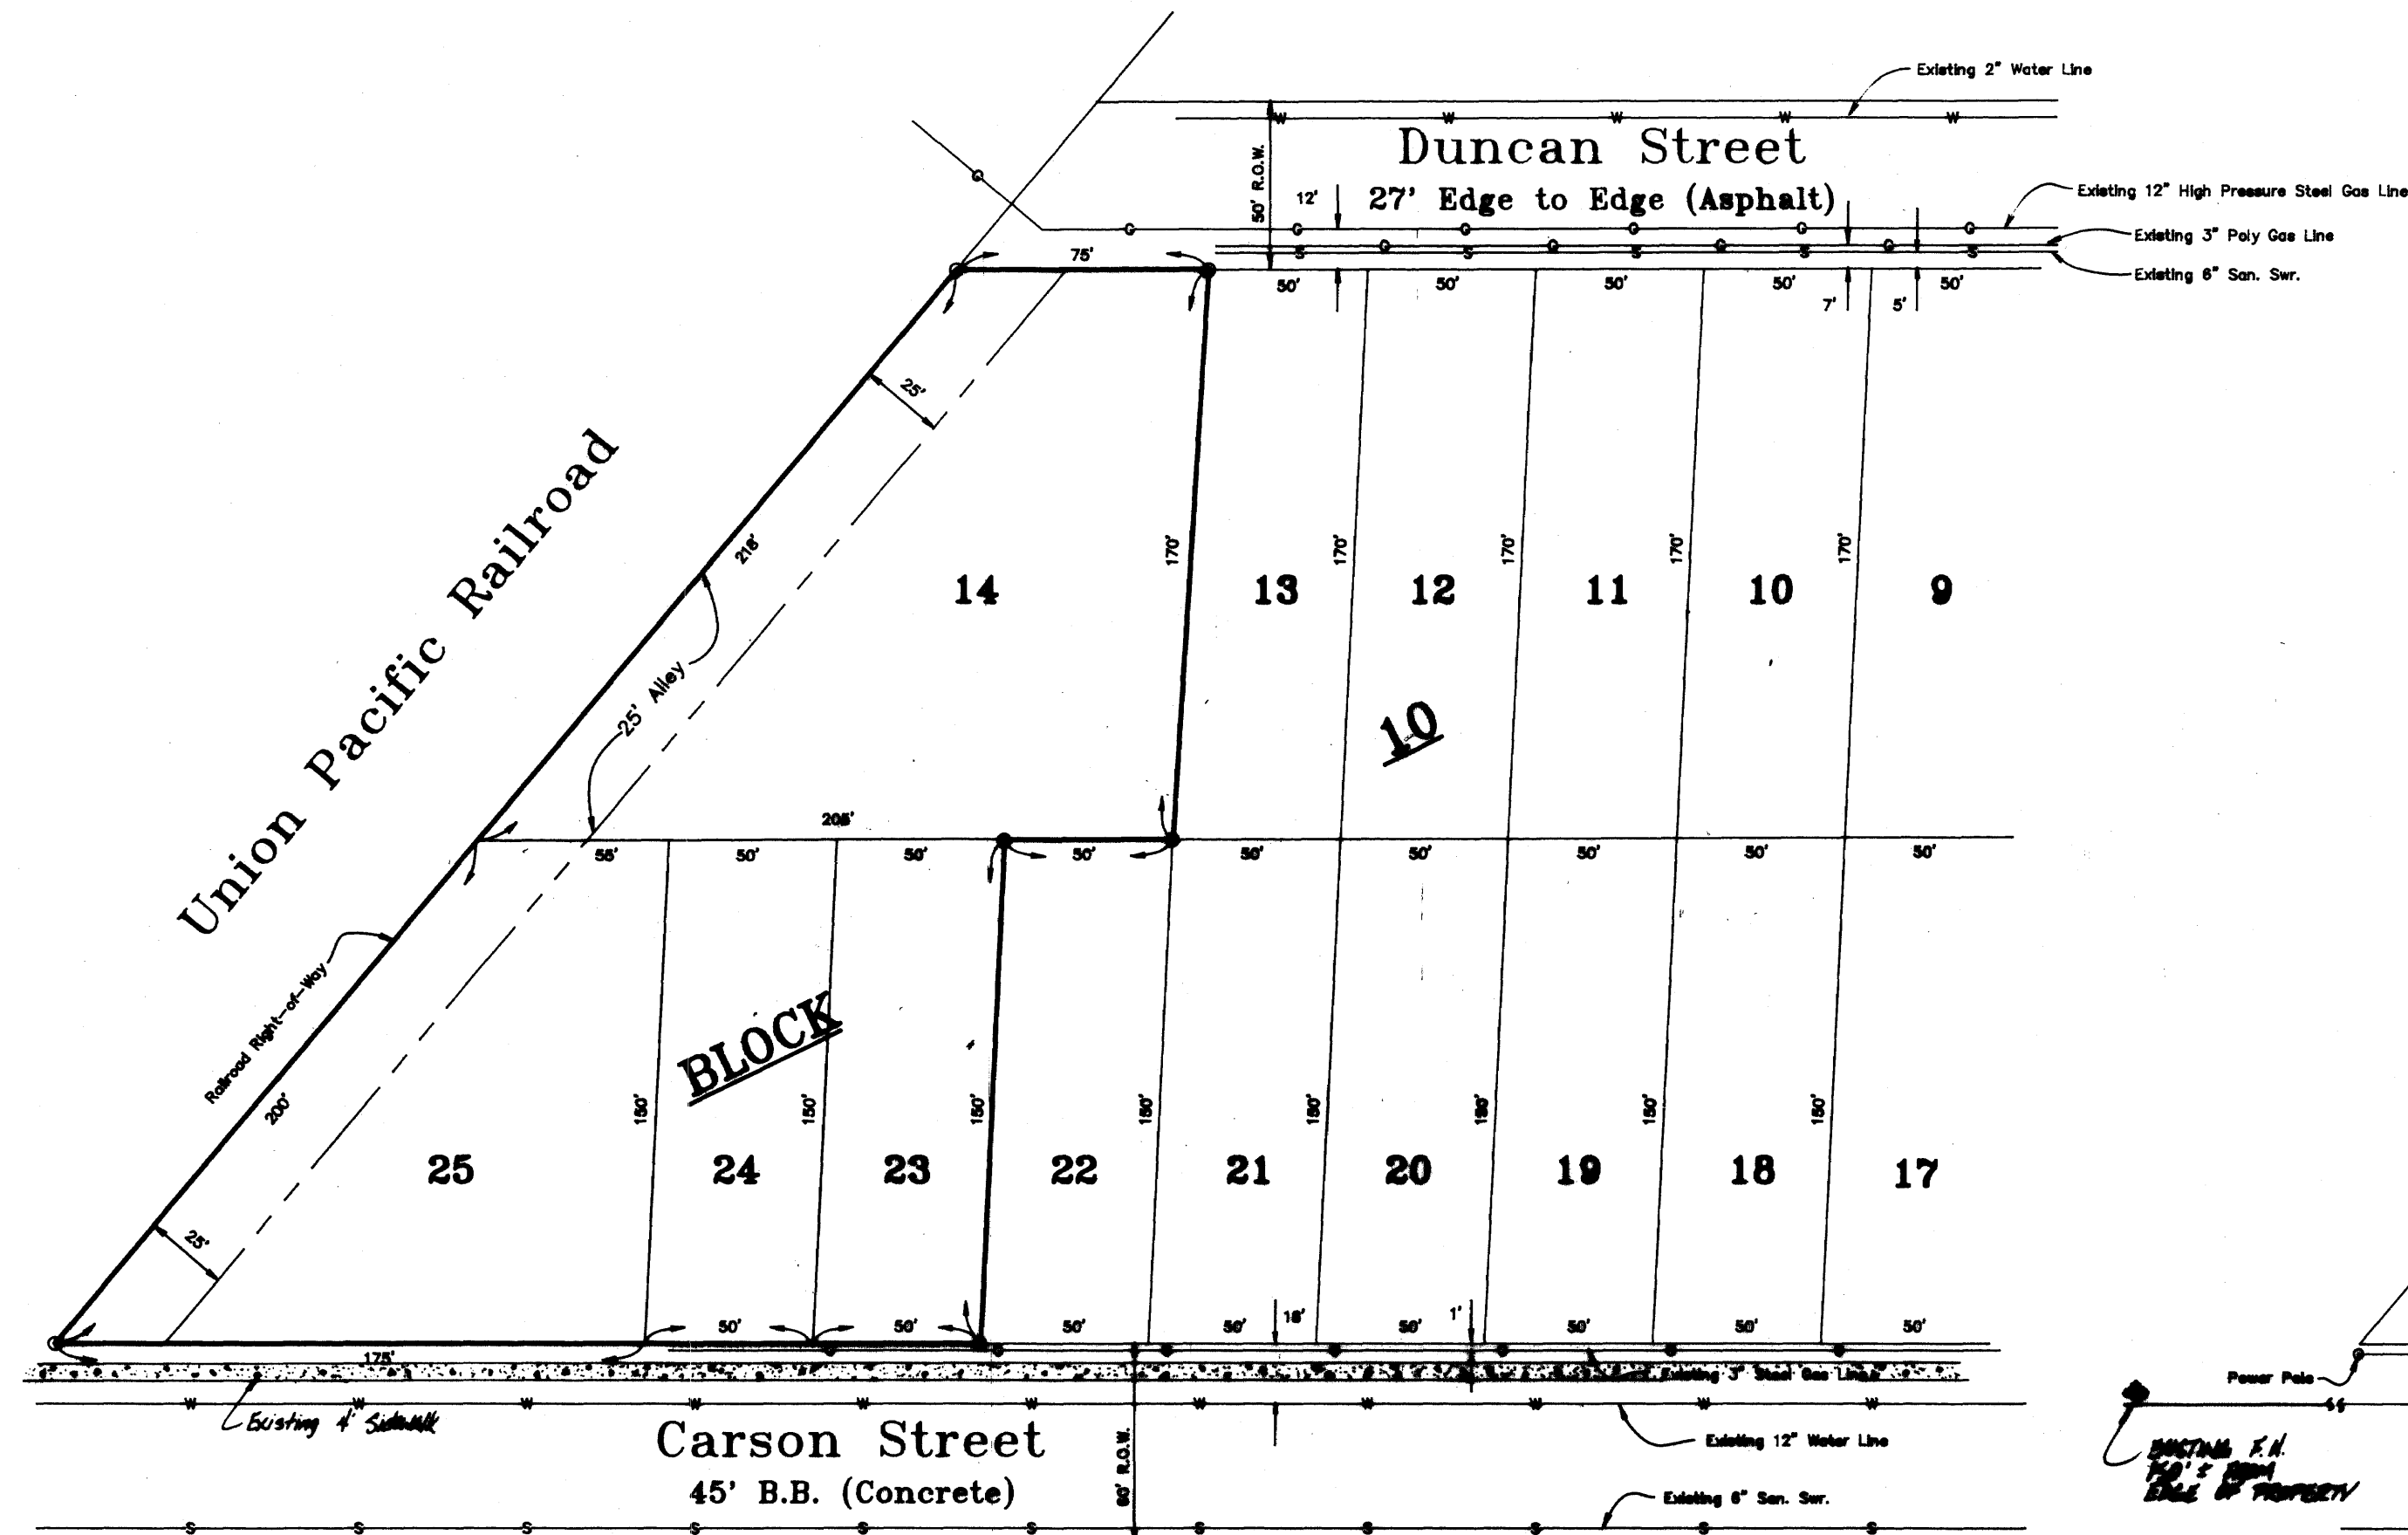 Existing 2" Water Line
W W W W W
Duncan Street
50' R.O.W.
12'
27' Edge to Edge (Asphalt)
Existing 12" High Pressure Steel Gas Line
G
G G G G G G
Existing 3" Poly Gas Line
G G G G
S S S S S
Existing 6" San. Swr.
75'
50' 50' 50' 50' 50'
7' 5'
25'
Union Pacific Railroad
218'
170' 170' 170' 170' 170'
14 13 12 11 10 9
25' Alley
10
205'
55' 50' 50' 50' 50' 50' 50' 50' 50'
Railroad Right-of-Way
BLOCK
200'
150' 150' 150' 150' 150' 150' 150' 150'
25 24 23 22 21 20 19 18 17
25'
50' 50' 50' 50' 50' 50' 50' 50'
18' 1'
175'
Existing 3" Steel Gas Line
Power Pole
W W W W W W W W W W W
Existing 4' Sidewalk
Carson Street
Existing 12" Water Line
45' B.B. (Concrete)
R.O.W.
EXISTING F.H.
150' ± FROM
EDGE OF PROPERTY
Existing 6" San. Swr.
S S S S S S S S S S S